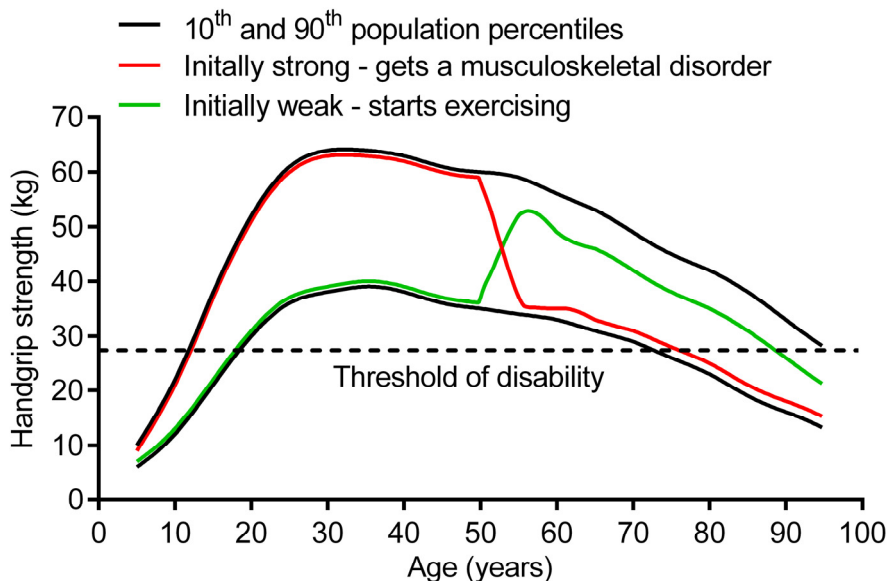 10th and 90th population percentiles
Initally strong - gets a musculoskeletal disorder
Initially weak - starts exercising
70
60
50
40
30
20
10
0
Handgrip strength (kg)
Threshold of disability
0 10 20 30 40 50 60 70 80 90 100
Age (years)